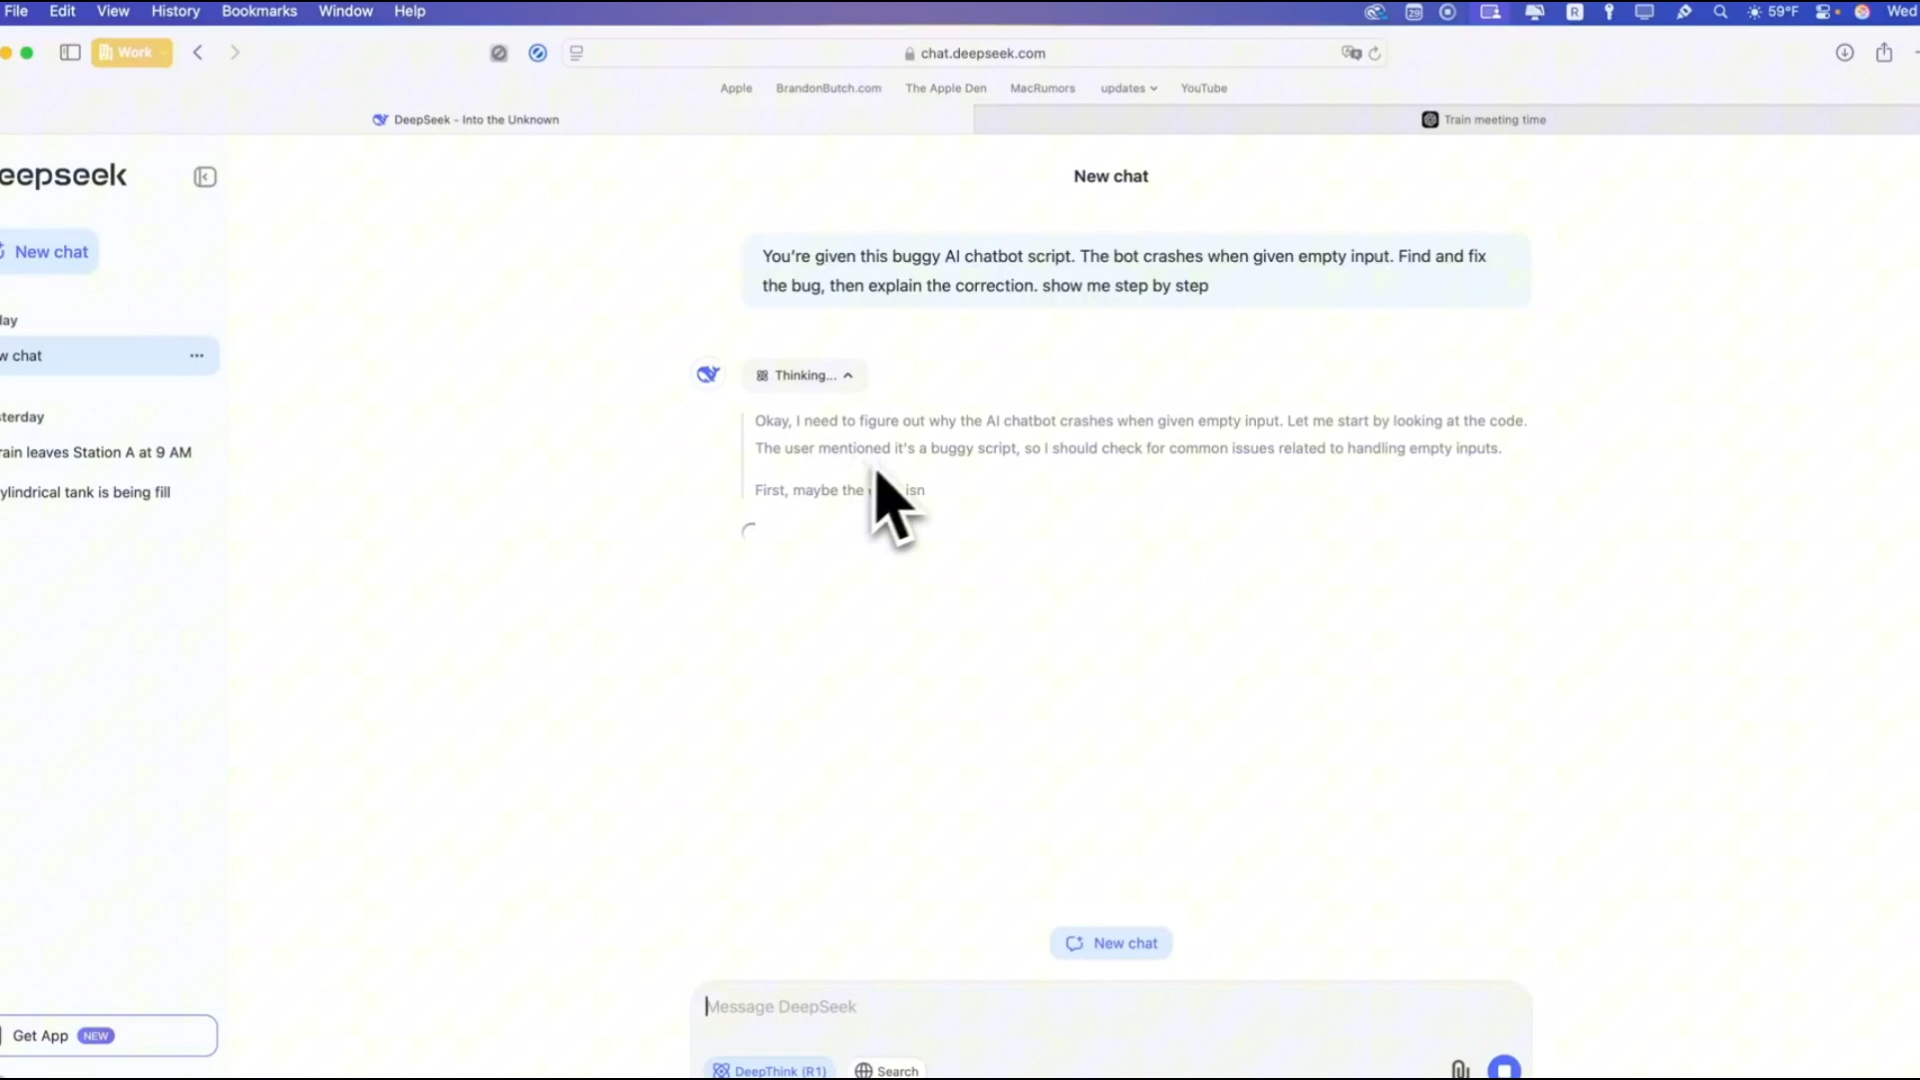 File Edit View History Bookmarks Window Help
29 R 59°F Wed
Work chat.deepseek.com
Apple BrandonButch.com The Apple Den MacRumors updates YouTube
DeepSeek - Into the Unknown Train meeting time
eepseek
New chat
New chat
You're given this buggy AI chatbot script. The bot crashes when given empty input. Find and fix
the bug, then explain the correction. show me step by step
lay
w chat
Thinking...
sterday
Okay, I need to figure out why the AI chatbot crashes when given empty input. Let me start by looking at the code.
The user mentioned it's a buggy script, so I should check for common issues related to handling empty inputs.
rain leaves Station A at 9 AM
ylindrical tank is being fill
First, maybe the isn
New chat
Message DeepSeek
Get App NEW
DeepThink (R1) Search